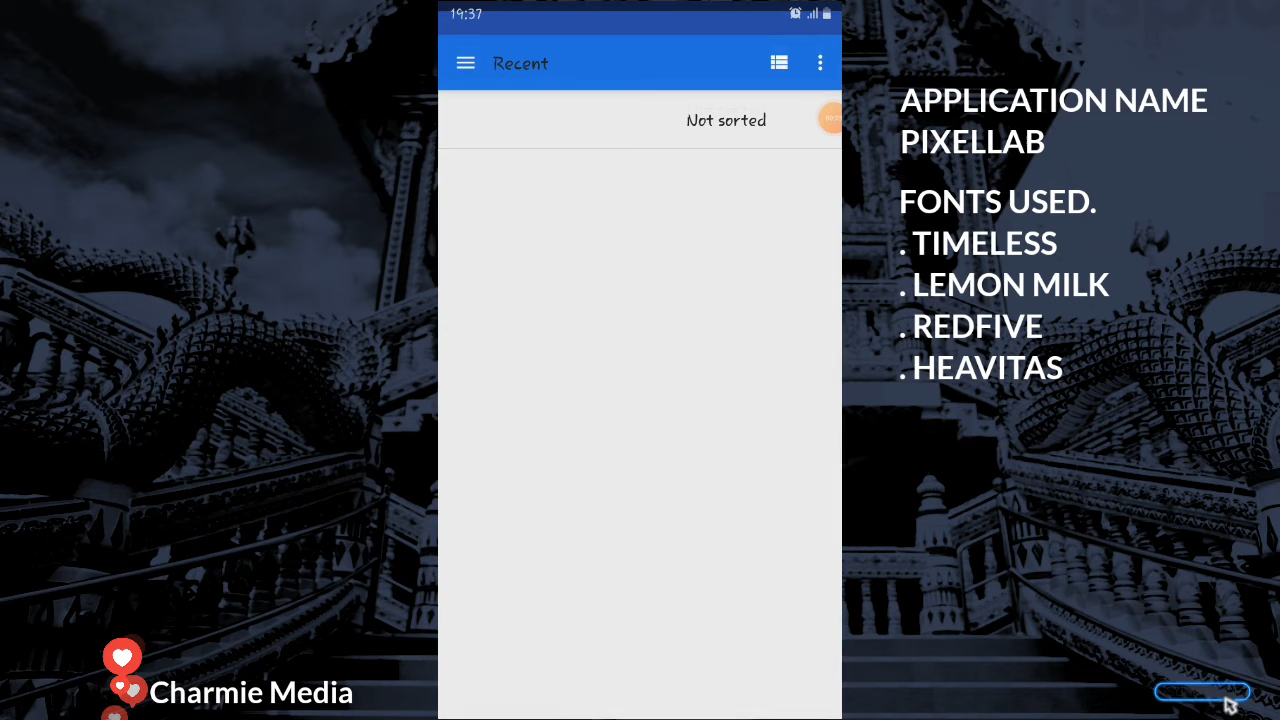 19:37
Recent
Not sorted
APPLICATION NAME
PIXELLAB
FONTS USED.
. TIMELESS
. LEMON MILK
. REDFIVE
. HEAVITAS
Charmie Media